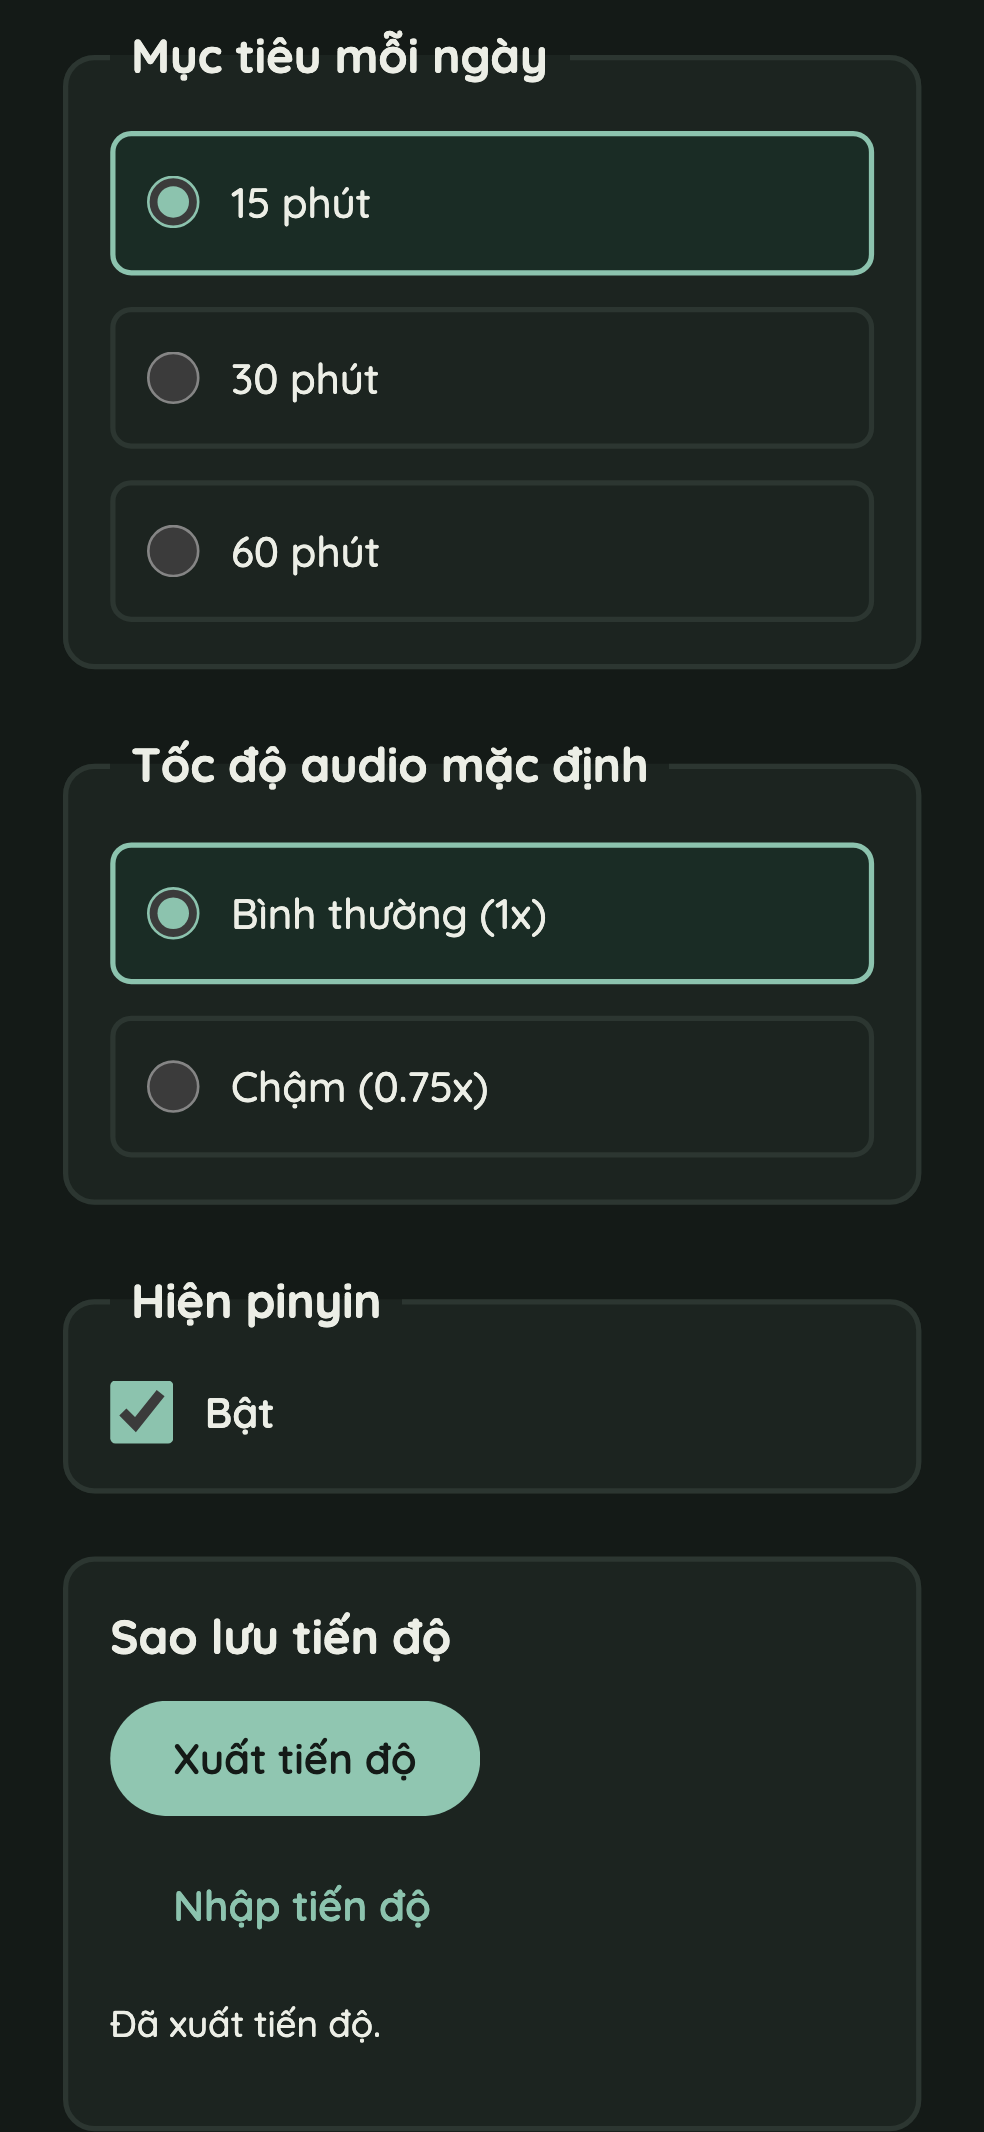 Mục tiêu mỗi ngày
15 phút
30 phút
60 phút
Tốc độ audio mặc định
Bình thường (1x)
Chậm (0.75x)
Hiện pinyin
Bật
Sao lưu tiến độ
Xuất tiến độ
Nhập tiến độ
Đã xuất tiến độ.